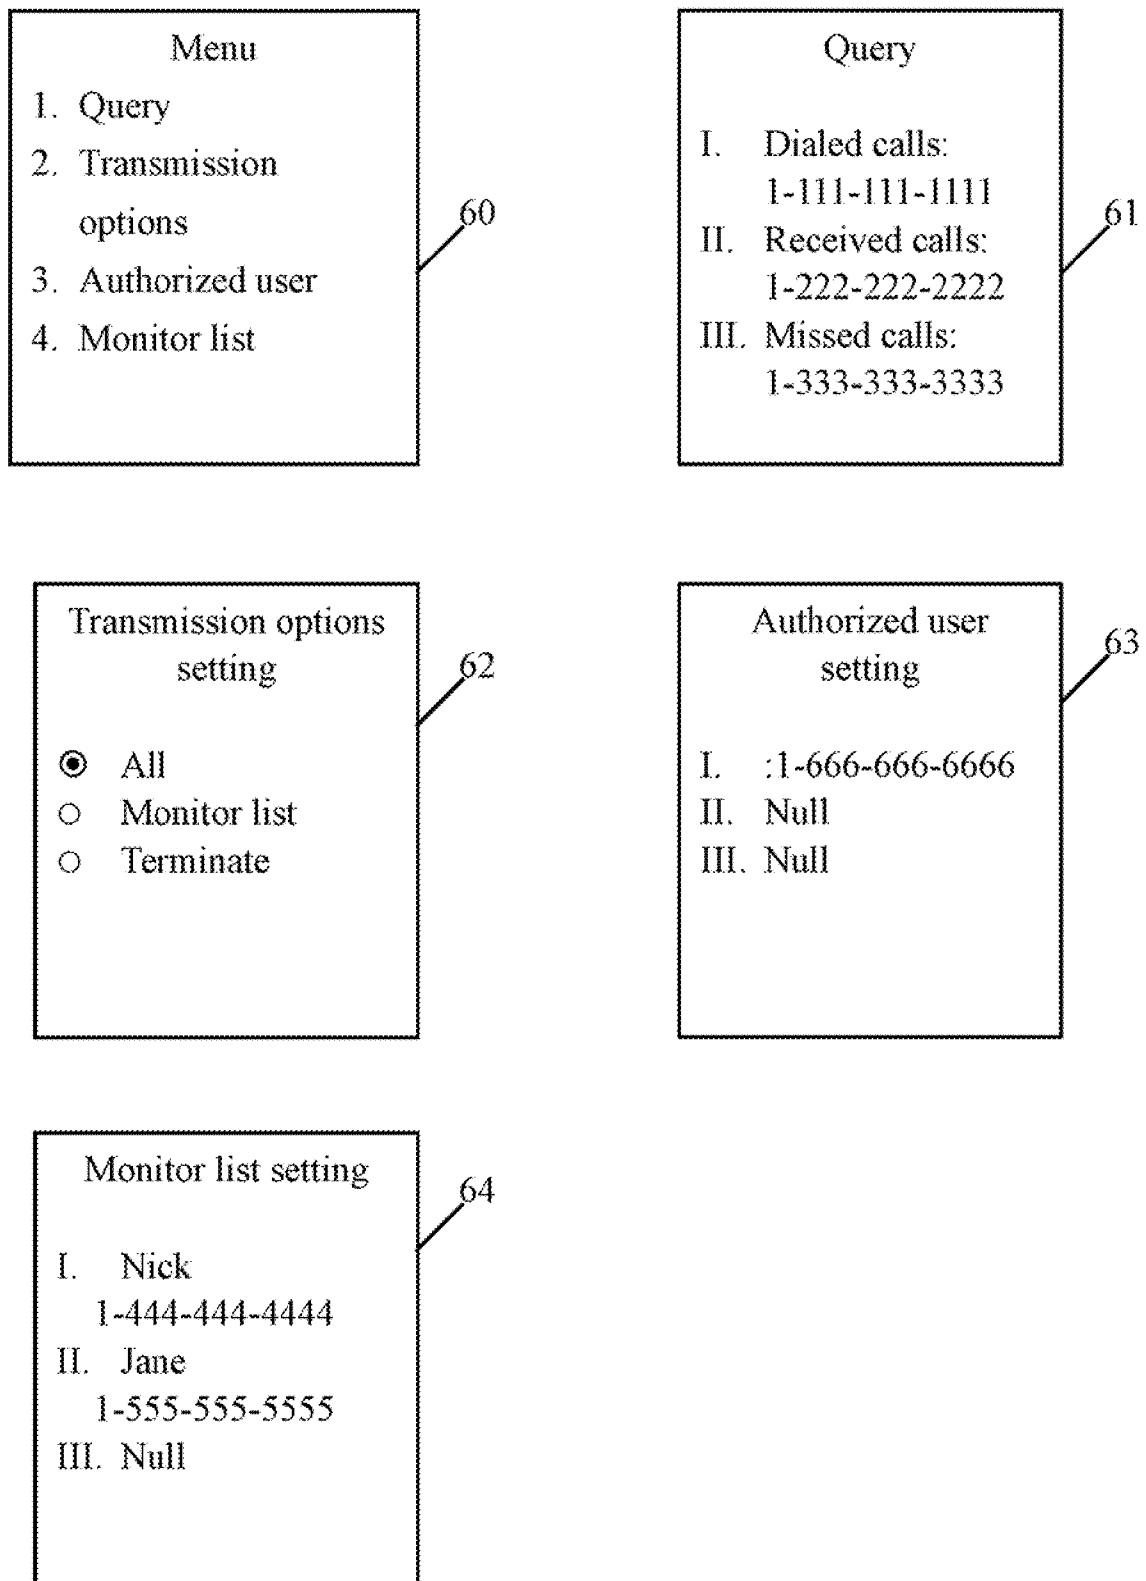 Menu
1. Query
2. Transmission
options
3. Authorized user
4. Monitor list
60
Query
I. Dialed calls:
1-111-111-1111
II. Received calls:
1-222-222-2222
III. Missed calls:
1-333-333-3333
61
Transmission options
setting
All
Monitor list
Terminate
62
Authorized user
setting
I. :1-666-666-6666
II. Null
III. Null
63
Monitor list setting
I. Nick
1-444-444-4444
II. Jane
1-555-555-5555
III. Null
64